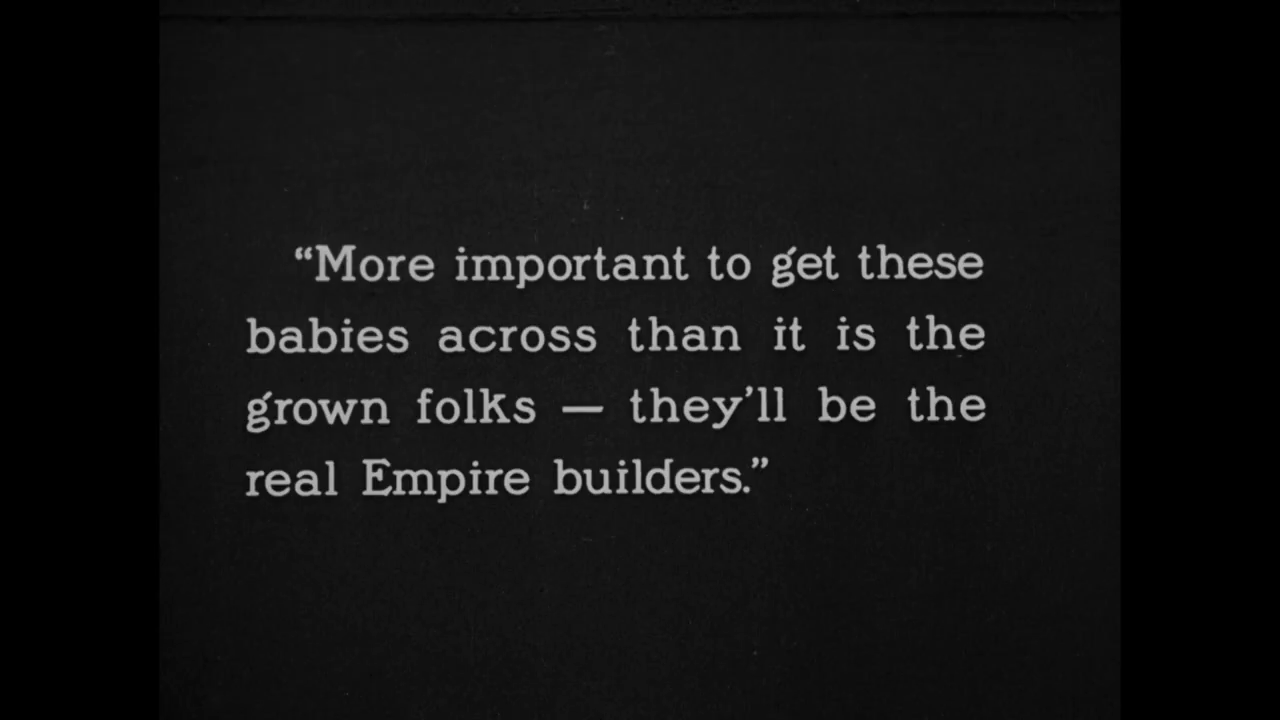 “More important to get these
babies across than it is the
grown folks — they’ll be the
real Empire builders.”